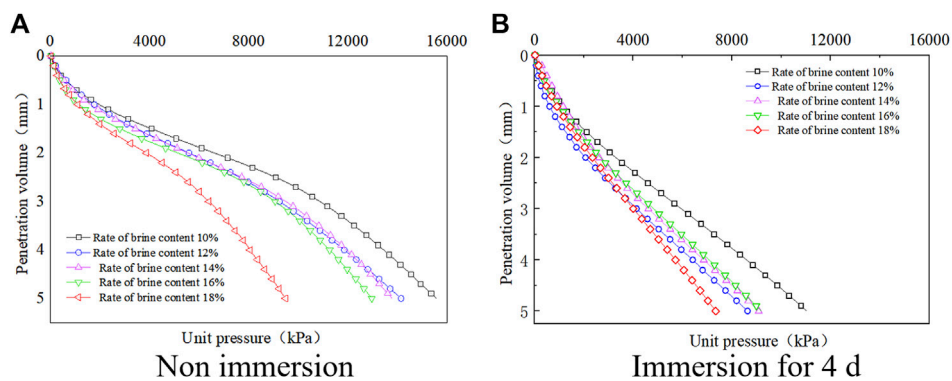 A
0 4000 8000 12000 16000
0
1
2
3
4
5
Penetration volume (mm)
Rate of brine content 10%
Rate of brine content 12%
Rate of brine content 14%
Rate of brine content 16%
Rate of brine content 18%
Unit pressure（kPa）
Non immersion
B
0 4000 8000 12000 16000
0
1
2
3
4
5
Penetration volume (mm)
Rate of brine content 10%
Rate of brine content 12%
Rate of brine content 14%
Rate of brine content 16%
Rate of brine content 18%
Unit pressure（kPa）
Immersion for 4 d